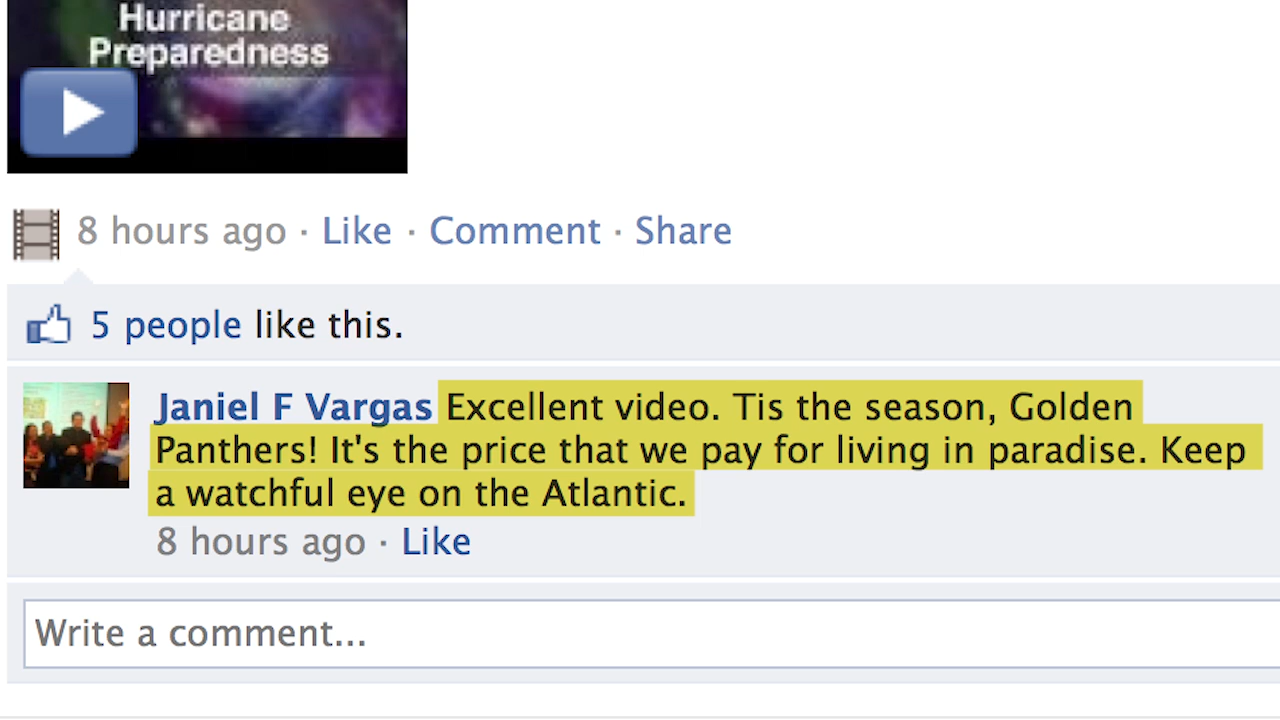 Hurricane
Preparedness
8 hours ago · Like · Comment · Share
5 people like this.
Janiel F Vargas Excellent video. Tis the season, Golden
Panthers! It's the price that we pay for living in paradise. Keep
a watchful eye on the Atlantic.
8 hours ago · Like
Write a comment...